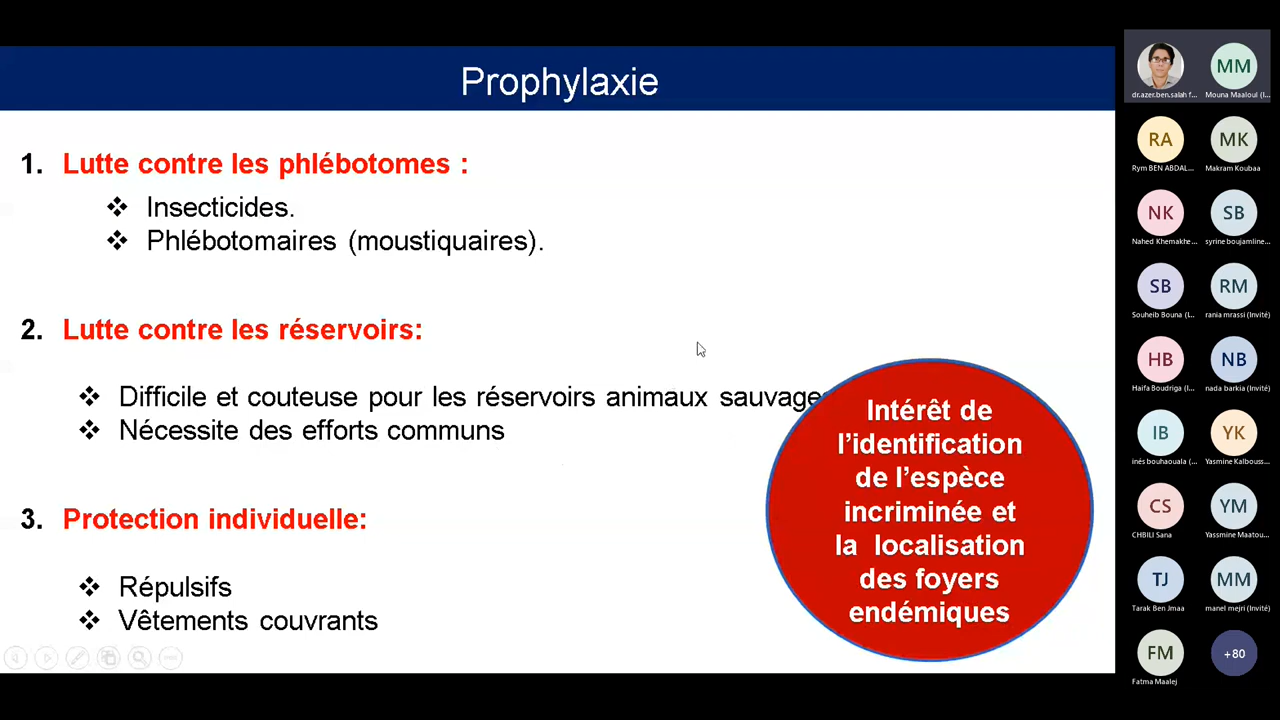 Prophylaxie
1. Lutte contre les phlébotomes :
❖ Insecticides.
❖ Phlébotomaires (moustiquaires).
2. Lutte contre les réservoirs:
❖ Difficile et couteuse pour les réservoirs animaux sauvage
❖ Nécessite des efforts communs
3. Protection individuelle:
❖ Répulsifs
❖ Vêtements couvrants
Intérêt de
l’identification
de l’espèce
incriminée et
la localisation
des foyers
endémiques
dr.azer.ben.salah f...
MM
Mouna Maaloul (I...
RA
Rym BEN ABDAL...
MK
Makram Koubaa
NK
Nahed Khemakhe...
SB
syrine boujamline...
SB
Souheib Bouna (I...
RM
rania mrassi (Invité)
HB
Haifa Boudriga (I...
NB
nada barkia (Invité)
IB
inés bouhaouala (...
YK
Yasmine Kalbouss...
CS
CHBILI Sana
YM
Yassmine Maatou...
TJ
Tarak Ben Jmaa
MM
manel mejri (Invité)
FM
Fatma Maalej
+80